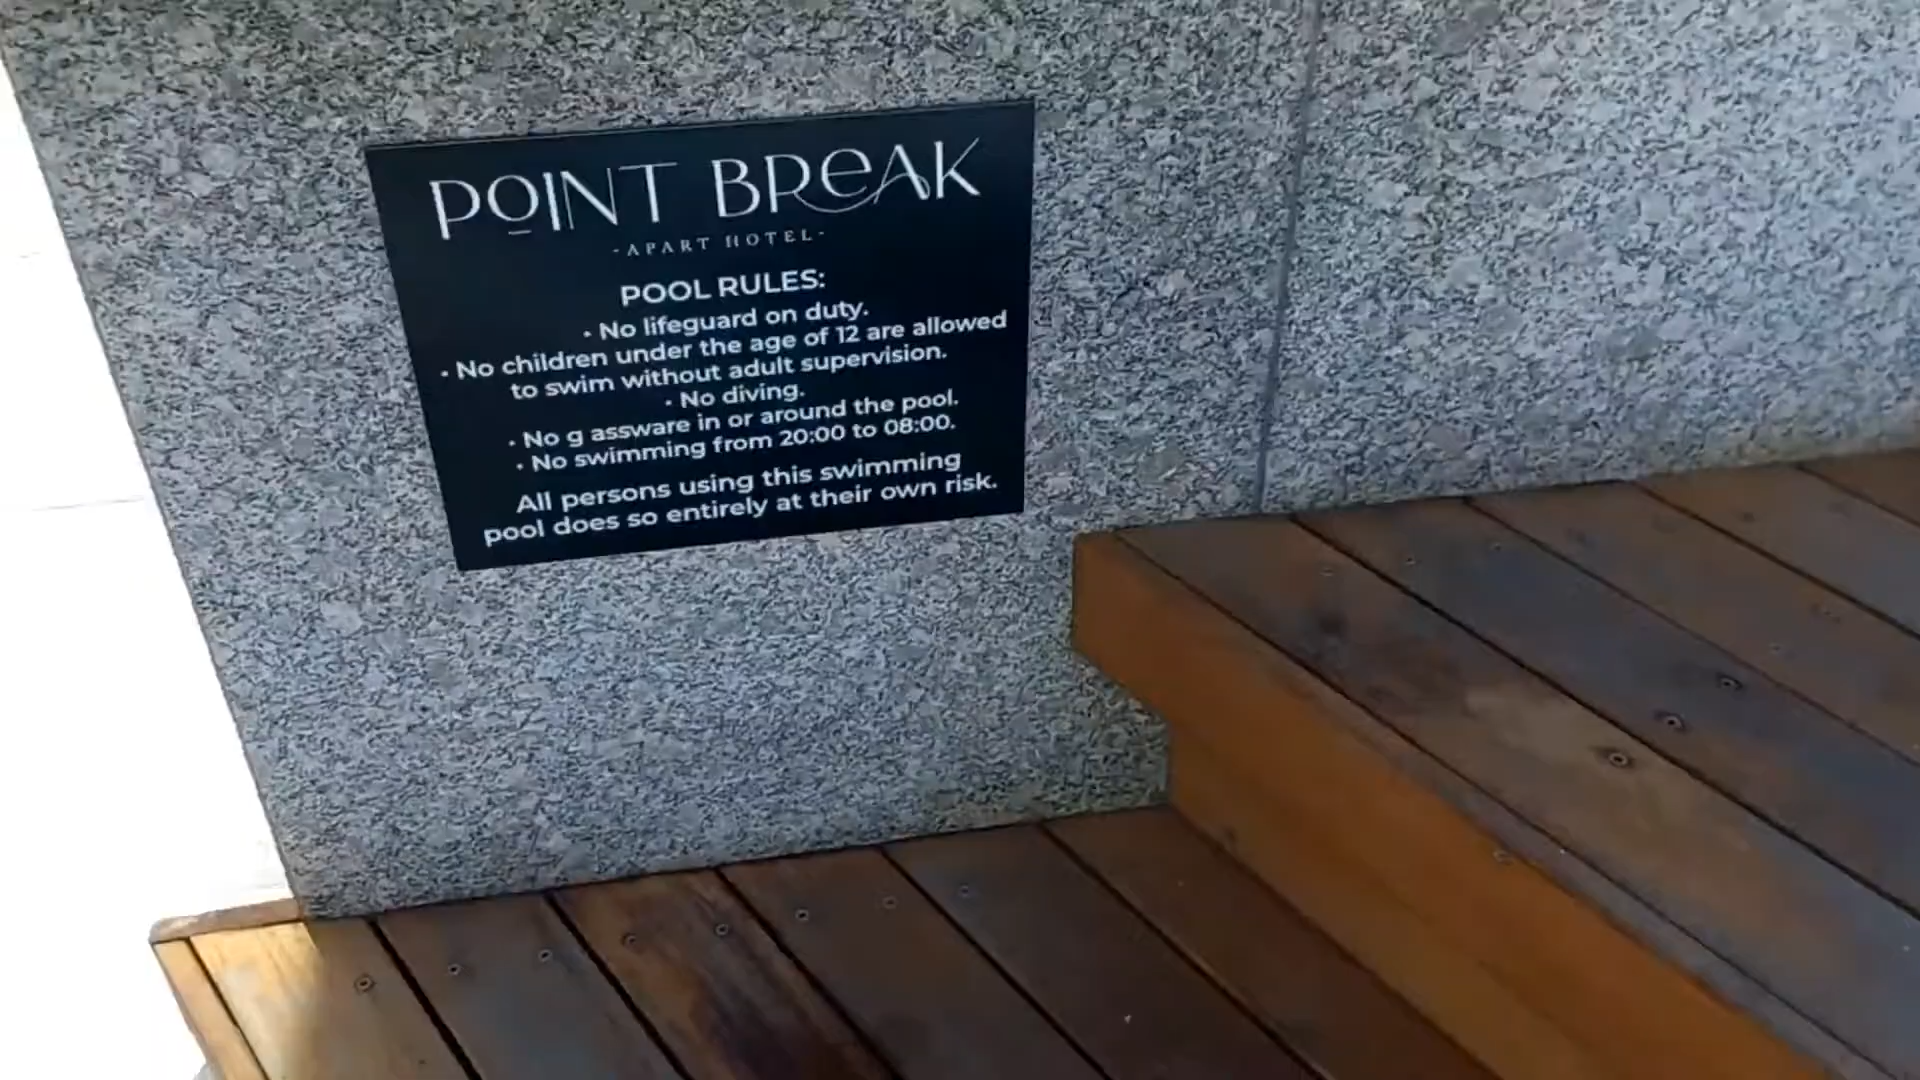 POINT BREAK
-APART HOTEL-
POOL RULES:
• No lifeguard on duty.
• No children under the age of 12 are allowed
to swim without adult supervision.
• No diving.
• No g assware in or around the pool.
• No swimming from 20:00 to 08:00.
All persons using this swimming
pool does so entirely at their own risk.